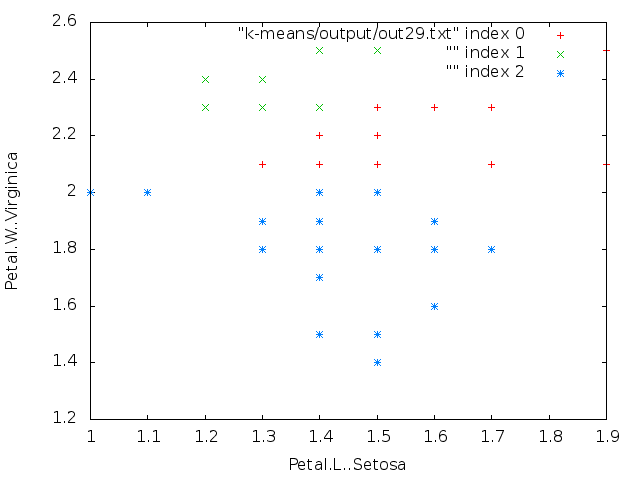 2.6
2.4
2.2
2
1.8
1.6
1.4
1.2
"k-means/output/out29.txt" index 0
"" index 1
"" index 2
Petal.W..Virginica
1 1.1 1.2 1.3 1.4 1.5 1.6 1.7 1.8 1.9
Petal.L..Setosa